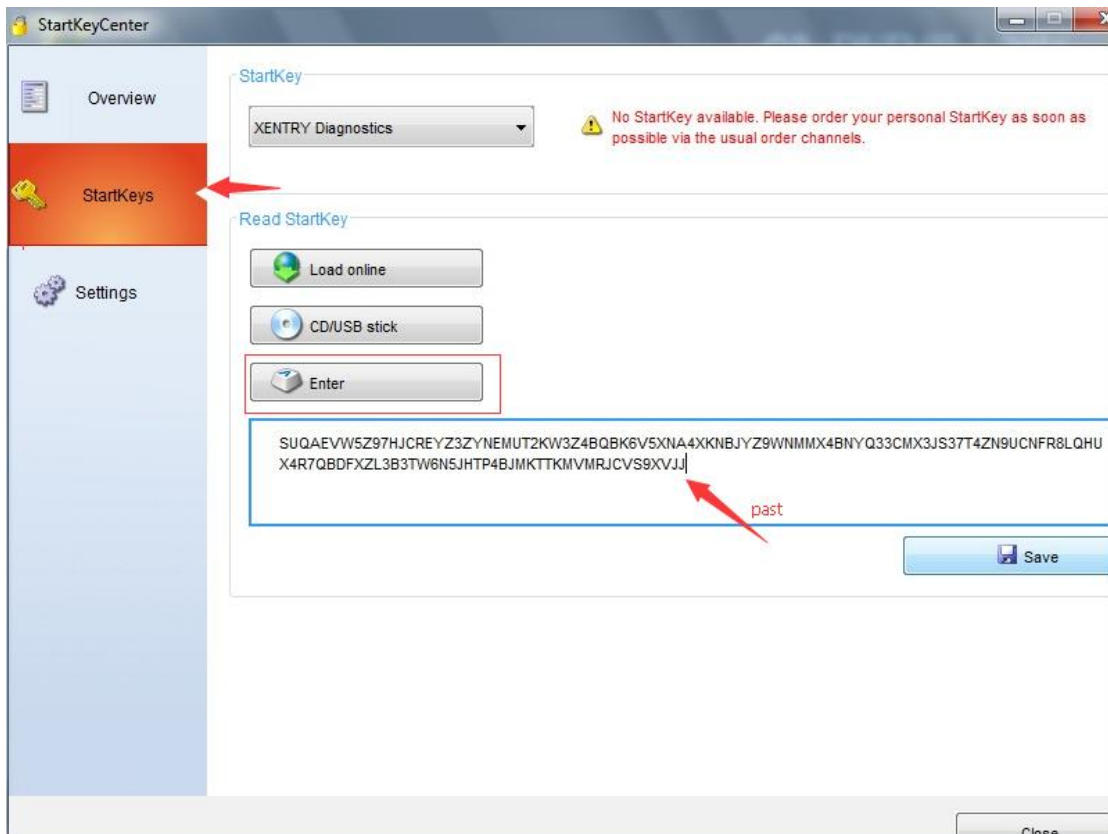 StartKeyCenter
Overview
StartKeys
Settings
StartKey
XENTRY Diagnostics
No StartKey available. Please order your personal StartKey as soon as
possible via the usual order channels.
Read StartKey
Load online
CD/USB stick
Enter
SUQAEVW5Z97HJCREYZ3ZYNEMUT2KW3Z4BQBK6V5XNA4XKNBJYZ9WNMMX4BNYQ33CMX3JS37T4ZN9UCNFR8LQHU
X4R7QBDFXZL3B3TW6N5JHTP4BJMKTTKMVMRJCVS9XVJJ
past
Save
Close